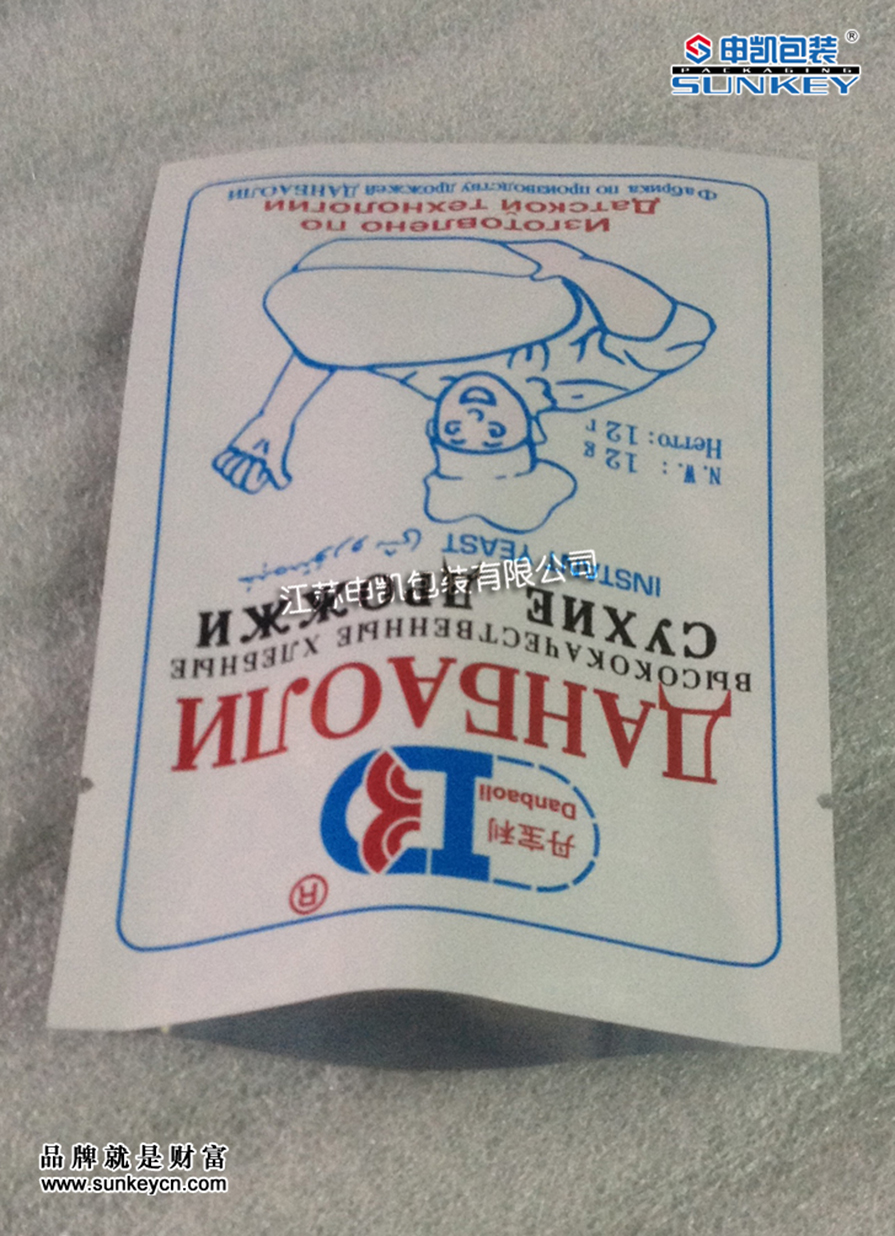 申凯包装®
PACKAGING
SUNKEY
®
丹宝利
Danbaoli
ДАНБАОЛИ
ВЫСОКОКАЧЕСТВЕННЫЕ ХЛЕБНЫЕ
СУХИЕ ДРОЖЖИ
INSTANT YEAST
N.W.: 12 g
Нетто: 12 г
Изготовлено по
Датской технологии
Фабрика по производству дрожжей ДАНБАОЛИ
江苏申凯包装有限公司
品牌就是财富
www.sunkeycn.com